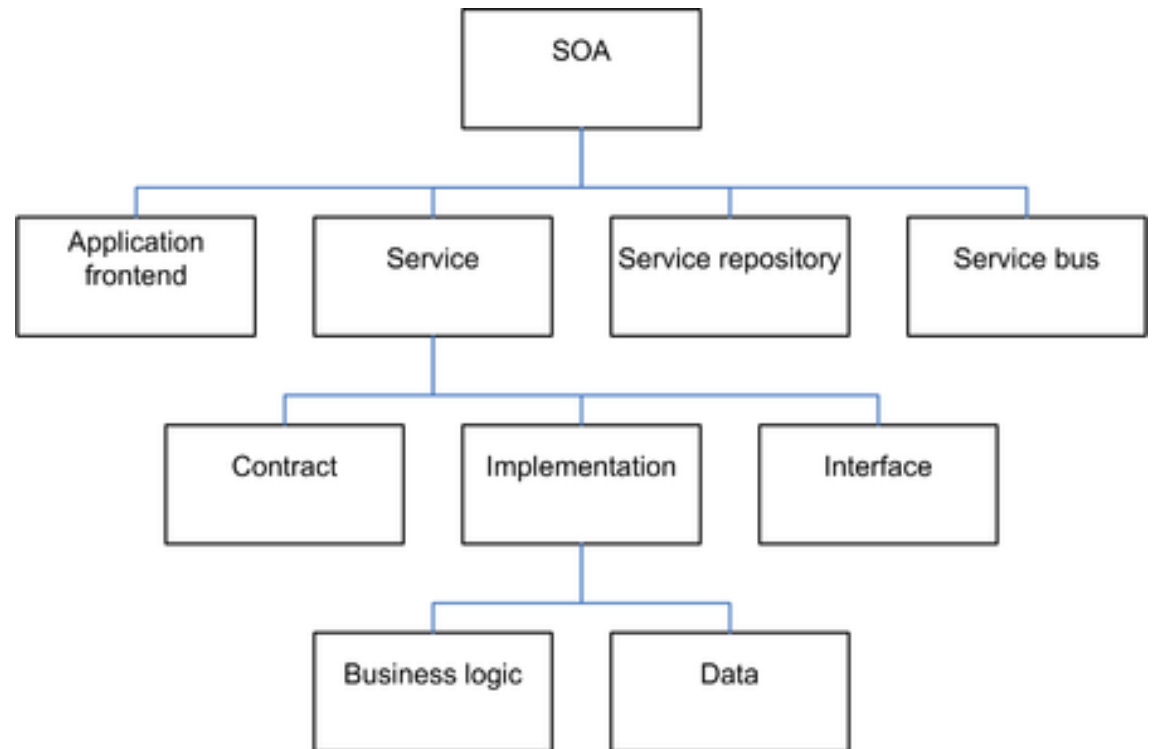 SOA
Application
frontend
Service
Service repository
Service bus
Contract
Implementation
Interface
Business logic
Data